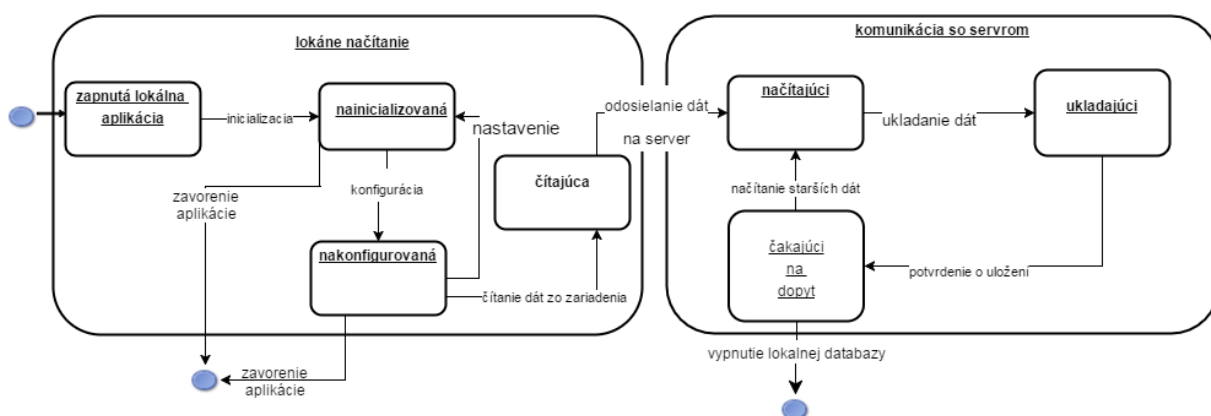 lokáne načítanie
zapnutá lokálna
aplikácia
inicializacia
nainicializovaná
nastavenie
zavorenie
aplikácie
konfigurácia
čítajúca
nakonfigurovaná
čítanie dát zo zariadenia
zavorenie
aplikácie
odosielanie dát
na server
komunikácia so servrom
načítajúci
ukladanie dát
ukladajúci
načítanie starších dát
čakajúci
na
dopyt
potvrdenie o uložení
vypnutie lokalnej databazy